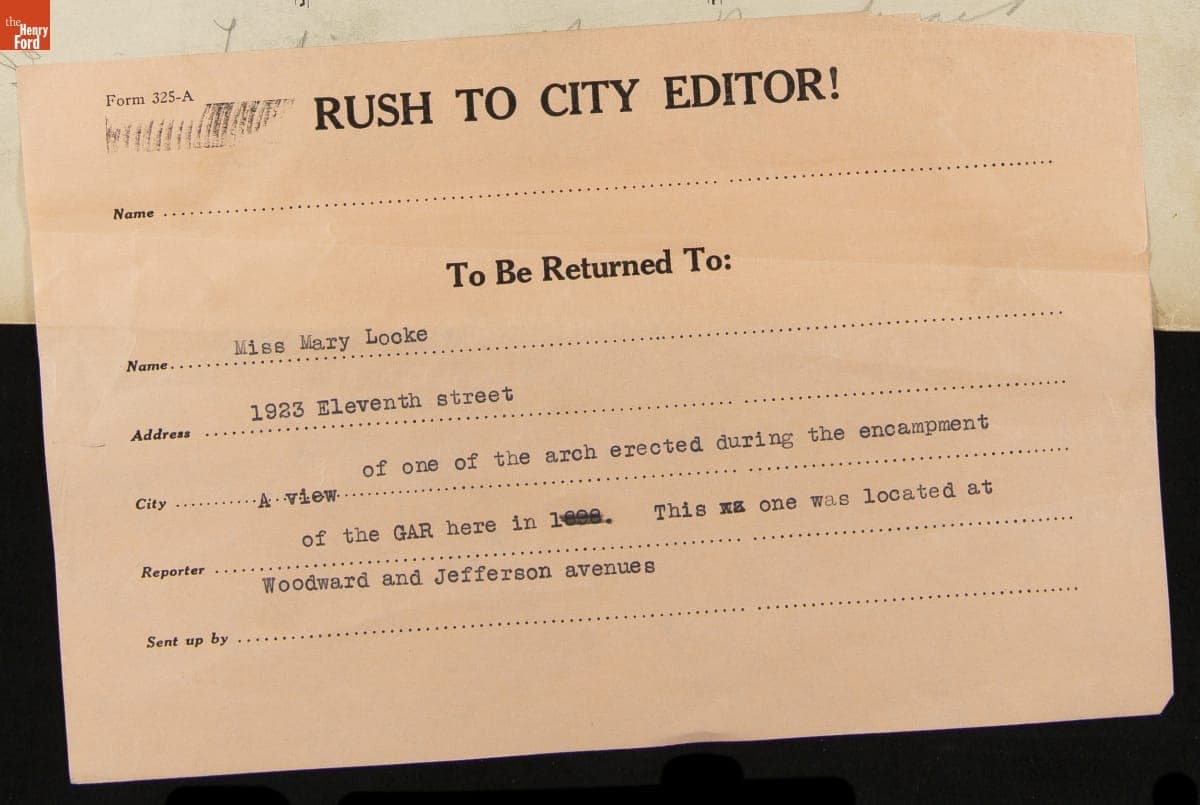 the
Henry
Ford
Form 325-A
RUSH TO CITY EDITOR!
Name
To Be Returned To:
Name Miss Mary Locke
Address 1923 Eleventh street
of one of the arch erected during the encampment
City A view
of the GAR here in 1898. This xx one was located at
Reporter
Woodward and Jefferson avenues
Sent up by